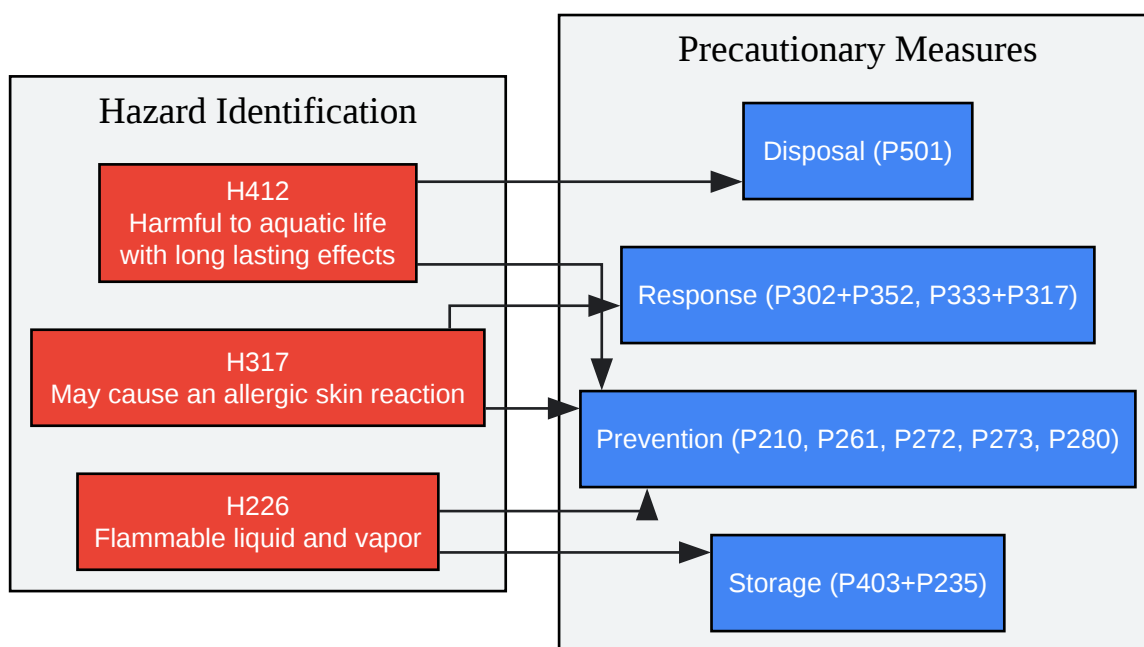 Hazard Identification
H412
Harmful to aquatic life
with long lasting effects
H317
May cause an allergic skin reaction
H226
Flammable liquid and vapor
Precautionary Measures
Disposal (P501)
Response (P302+P352, P333+P317)
Prevention (P210, P261, P272, P273, P280)
Storage (P403+P235)